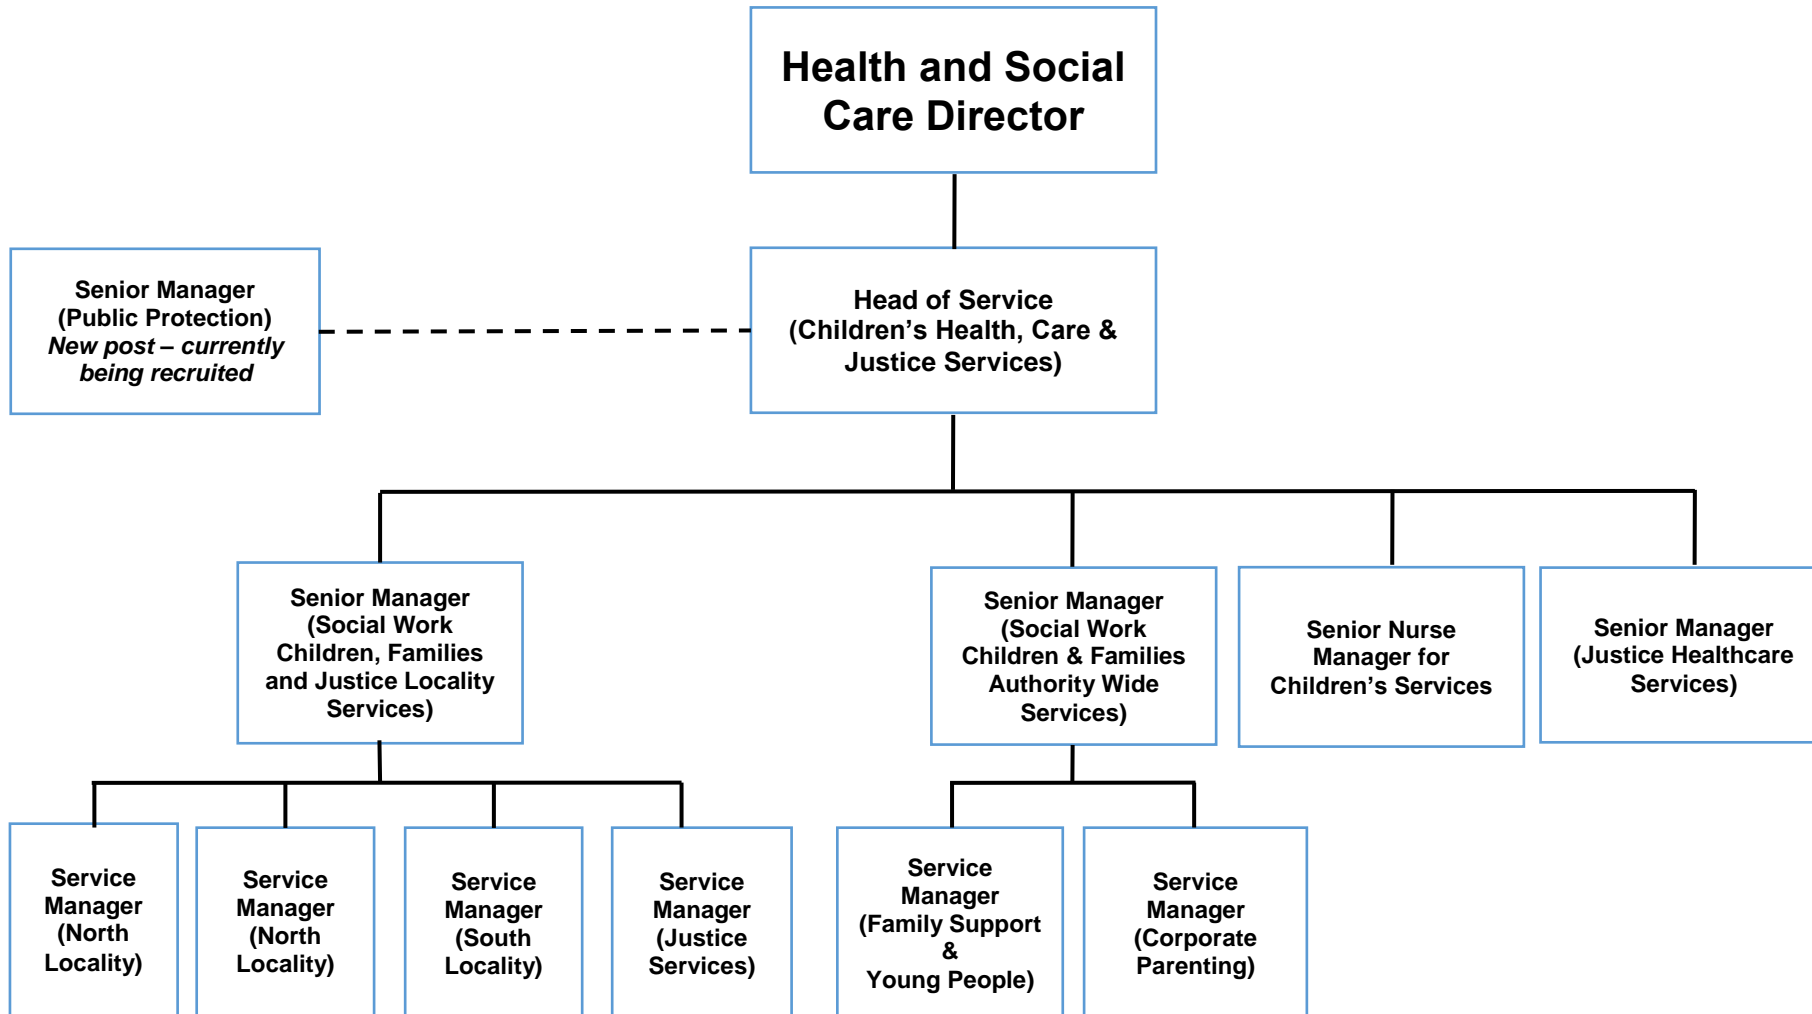 Health and Social
Care Director
Senior Manager
(Public Protection)
New post – currently
being recruited
Head of Service
(Children’s Health, Care &
Justice Services)
Senior Manager
(Social Work
Children, Families
and Justice Locality
Services)
Senior Manager
(Social Work
Children & Families
Authority Wide
Services)
Senior Nurse
Manager for
Children’s Services
Senior Manager
(Justice Healthcare
Services)
Service
Manager
(North
Locality)
Service
Manager
(North
Locality)
Service
Manager
(South
Locality)
Service
Manager
(Justice
Services)
Service
Manager
(Family Support
&
Young People)
Service
Manager
(Corporate
Parenting)